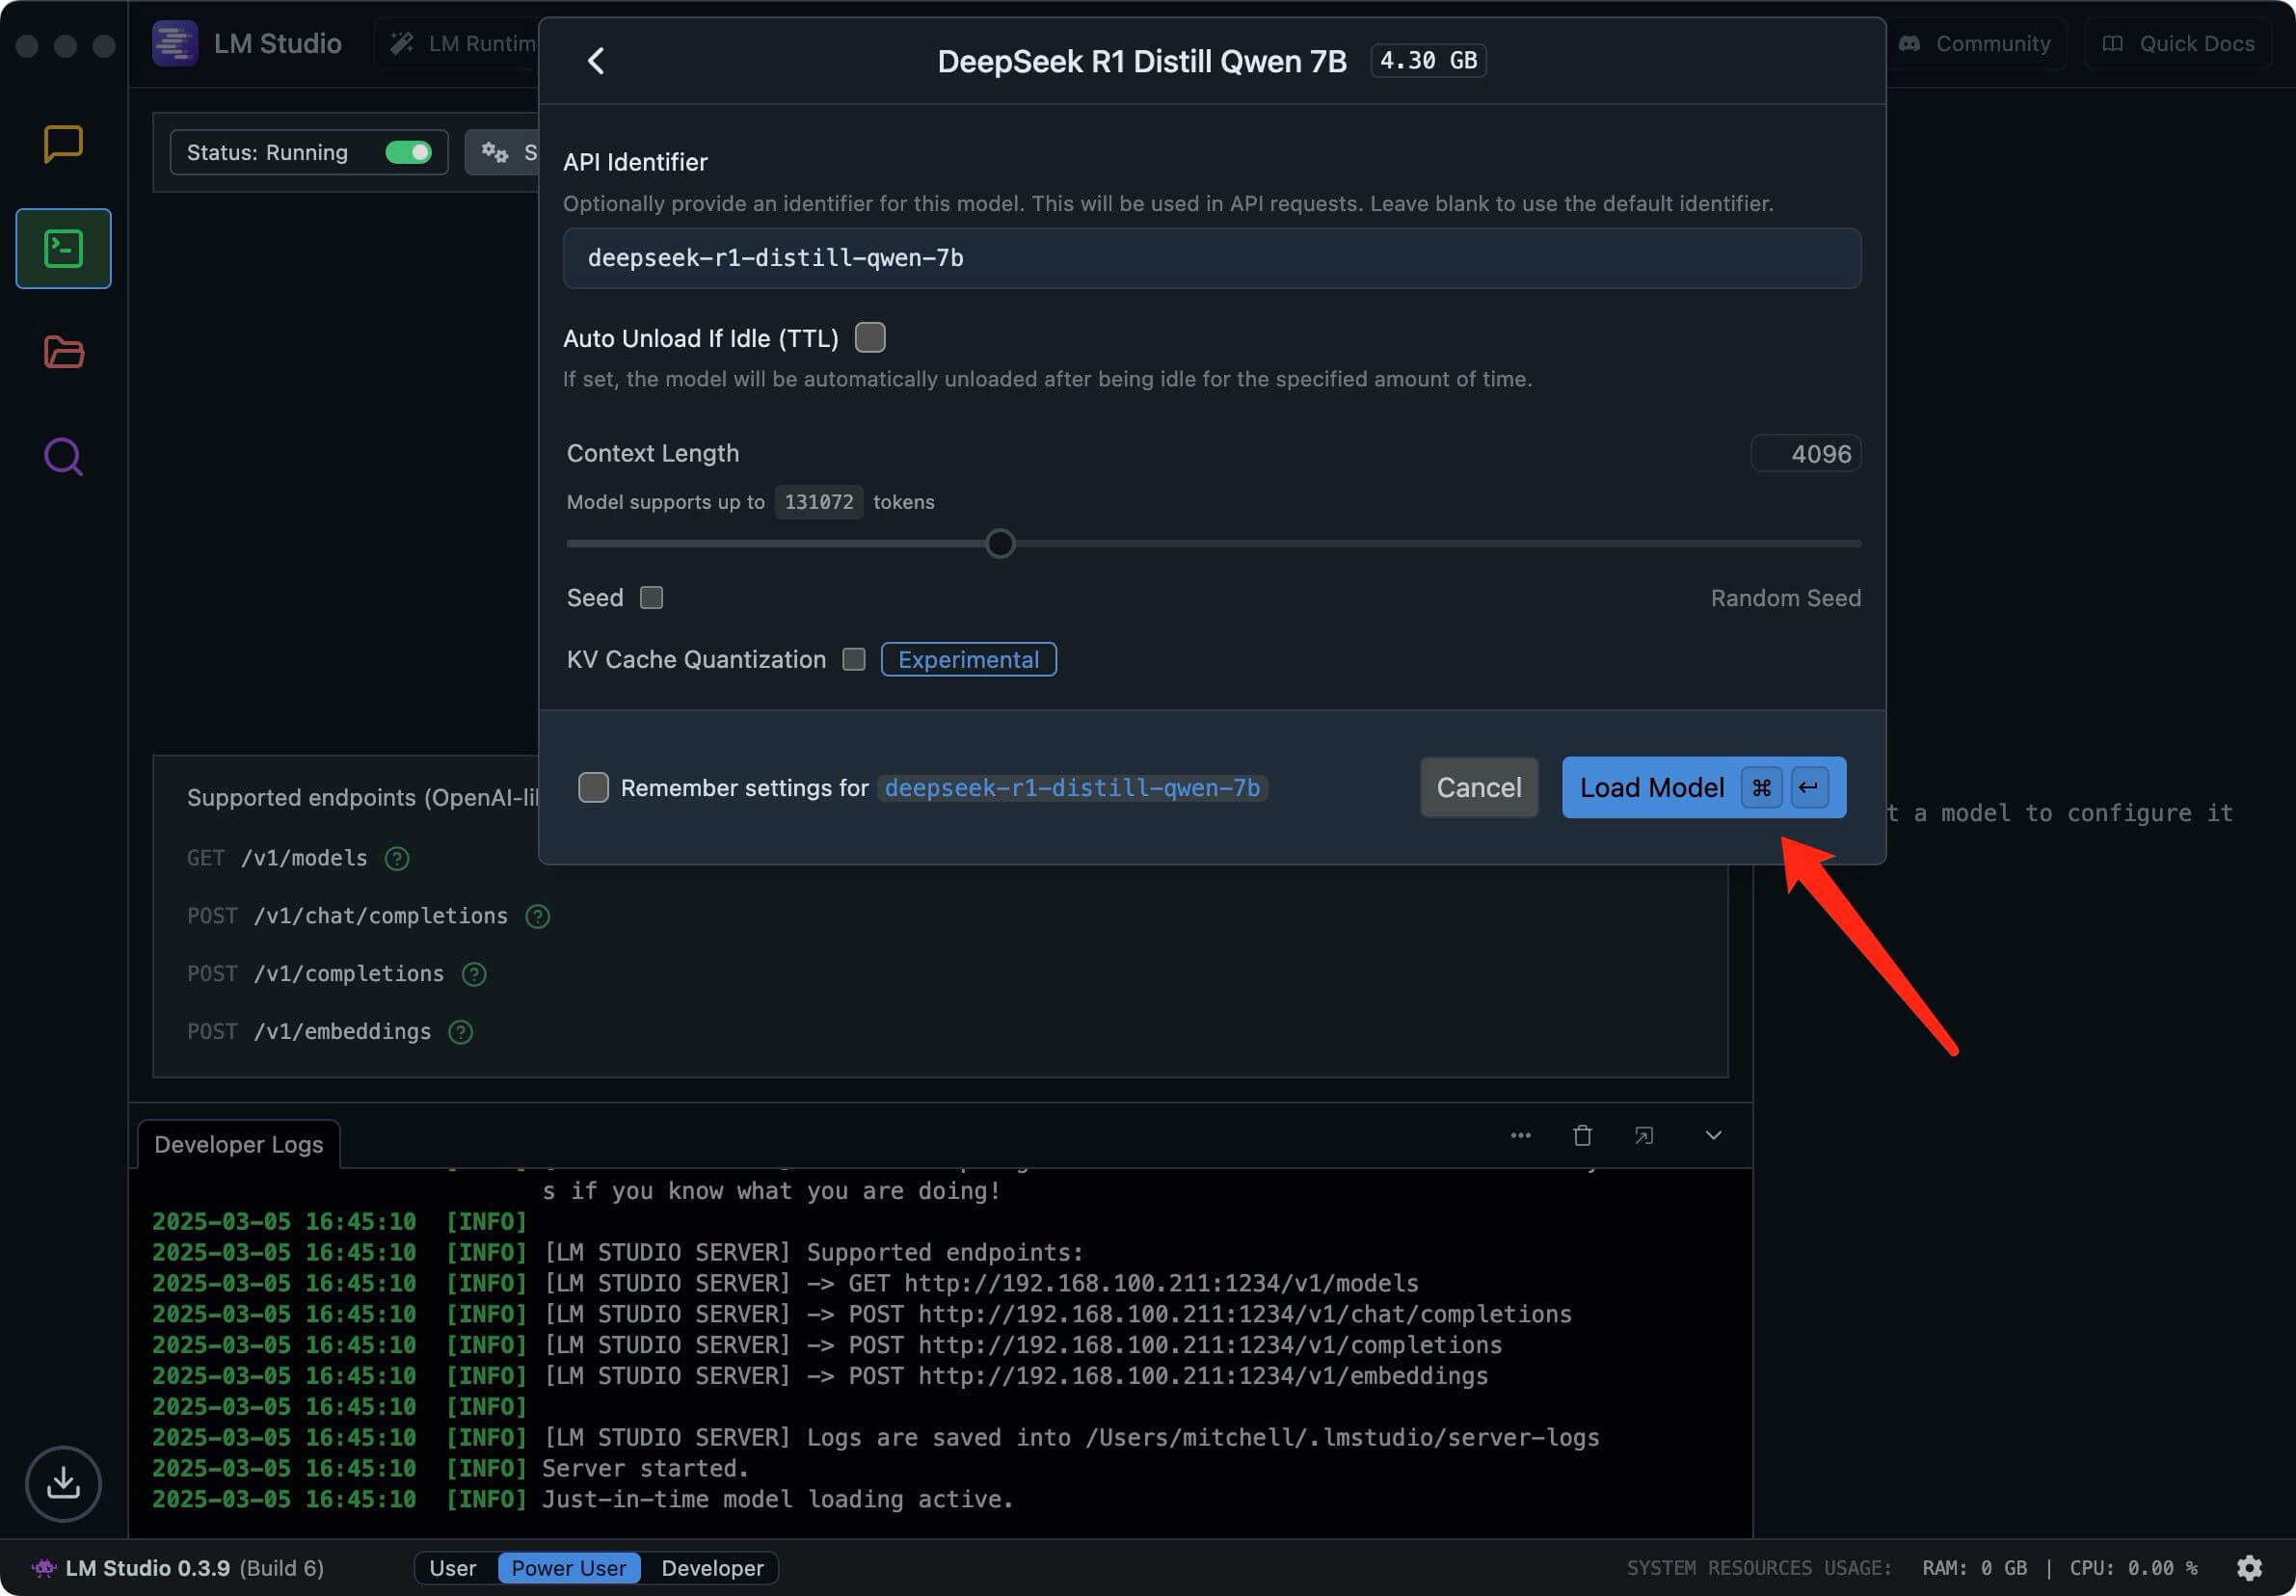 LM Studio
LM Runtim
Community
Quick Docs
DeepSeek R1 Distill Qwen 7B 4.30 GB
Status: Running
S
API Identifier
Optionally provide an identifier for this model. This will be used in API requests. Leave blank to use the default identifier.
deepseek-r1-distill-qwen-7b
Auto Unload If Idle (TTL)
If set, the model will be automatically unloaded after being idle for the specified amount of time.
Context Length 4096
Model supports up to 131072 tokens
Seed Random Seed
KV Cache Quantization Experimental
Remember settings for deepseek-r1-distill-qwen-7b Cancel Load Model ⌘ ↵
t a model to configure it
Supported endpoints (OpenAI-li
GET /v1/models ?
POST /v1/chat/completions ?
POST /v1/completions ?
POST /v1/embeddings ?
Developer Logs
s if you know what you are doing!
2025-03-05 16:45:10 [INFO]
2025-03-05 16:45:10 [INFO] [LM STUDIO SERVER] Supported endpoints:
2025-03-05 16:45:10 [INFO] [LM STUDIO SERVER] -> GET http://192.168.100.211:1234/v1/models
2025-03-05 16:45:10 [INFO] [LM STUDIO SERVER] -> POST http://192.168.100.211:1234/v1/chat/completions
2025-03-05 16:45:10 [INFO] [LM STUDIO SERVER] -> POST http://192.168.100.211:1234/v1/completions
2025-03-05 16:45:10 [INFO] [LM STUDIO SERVER] -> POST http://192.168.100.211:1234/v1/embeddings
2025-03-05 16:45:10 [INFO]
2025-03-05 16:45:10 [INFO] [LM STUDIO SERVER] Logs are saved into /Users/mitchell/.lmstudio/server-logs
2025-03-05 16:45:10 [INFO] Server started.
2025-03-05 16:45:10 [INFO] Just-in-time model loading active.
LM Studio 0.3.9 (Build 6) User Power User Developer SYSTEM RESOURCES USAGE: RAM: 0 GB | CPU: 0.00 %